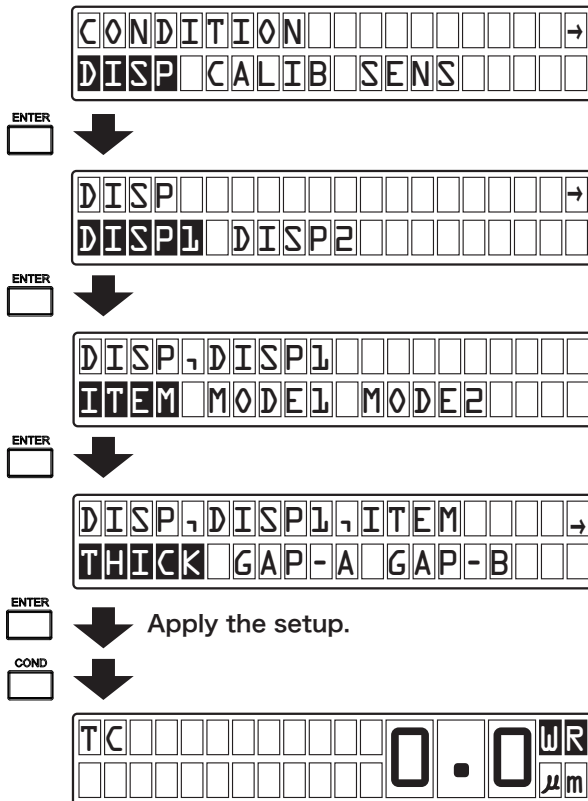 CONDITION →
DISP CALIB SENS
ENTER
DISP →
DISP1 DISP2
ENTER
DISP,DISP1
ITEM MODE1 MODE2
ENTER
DISP,DISP1,ITEM →
THICK GAP-A GAP-B
ENTER
Apply the setup.
COND
TC 0.0 WR
μm